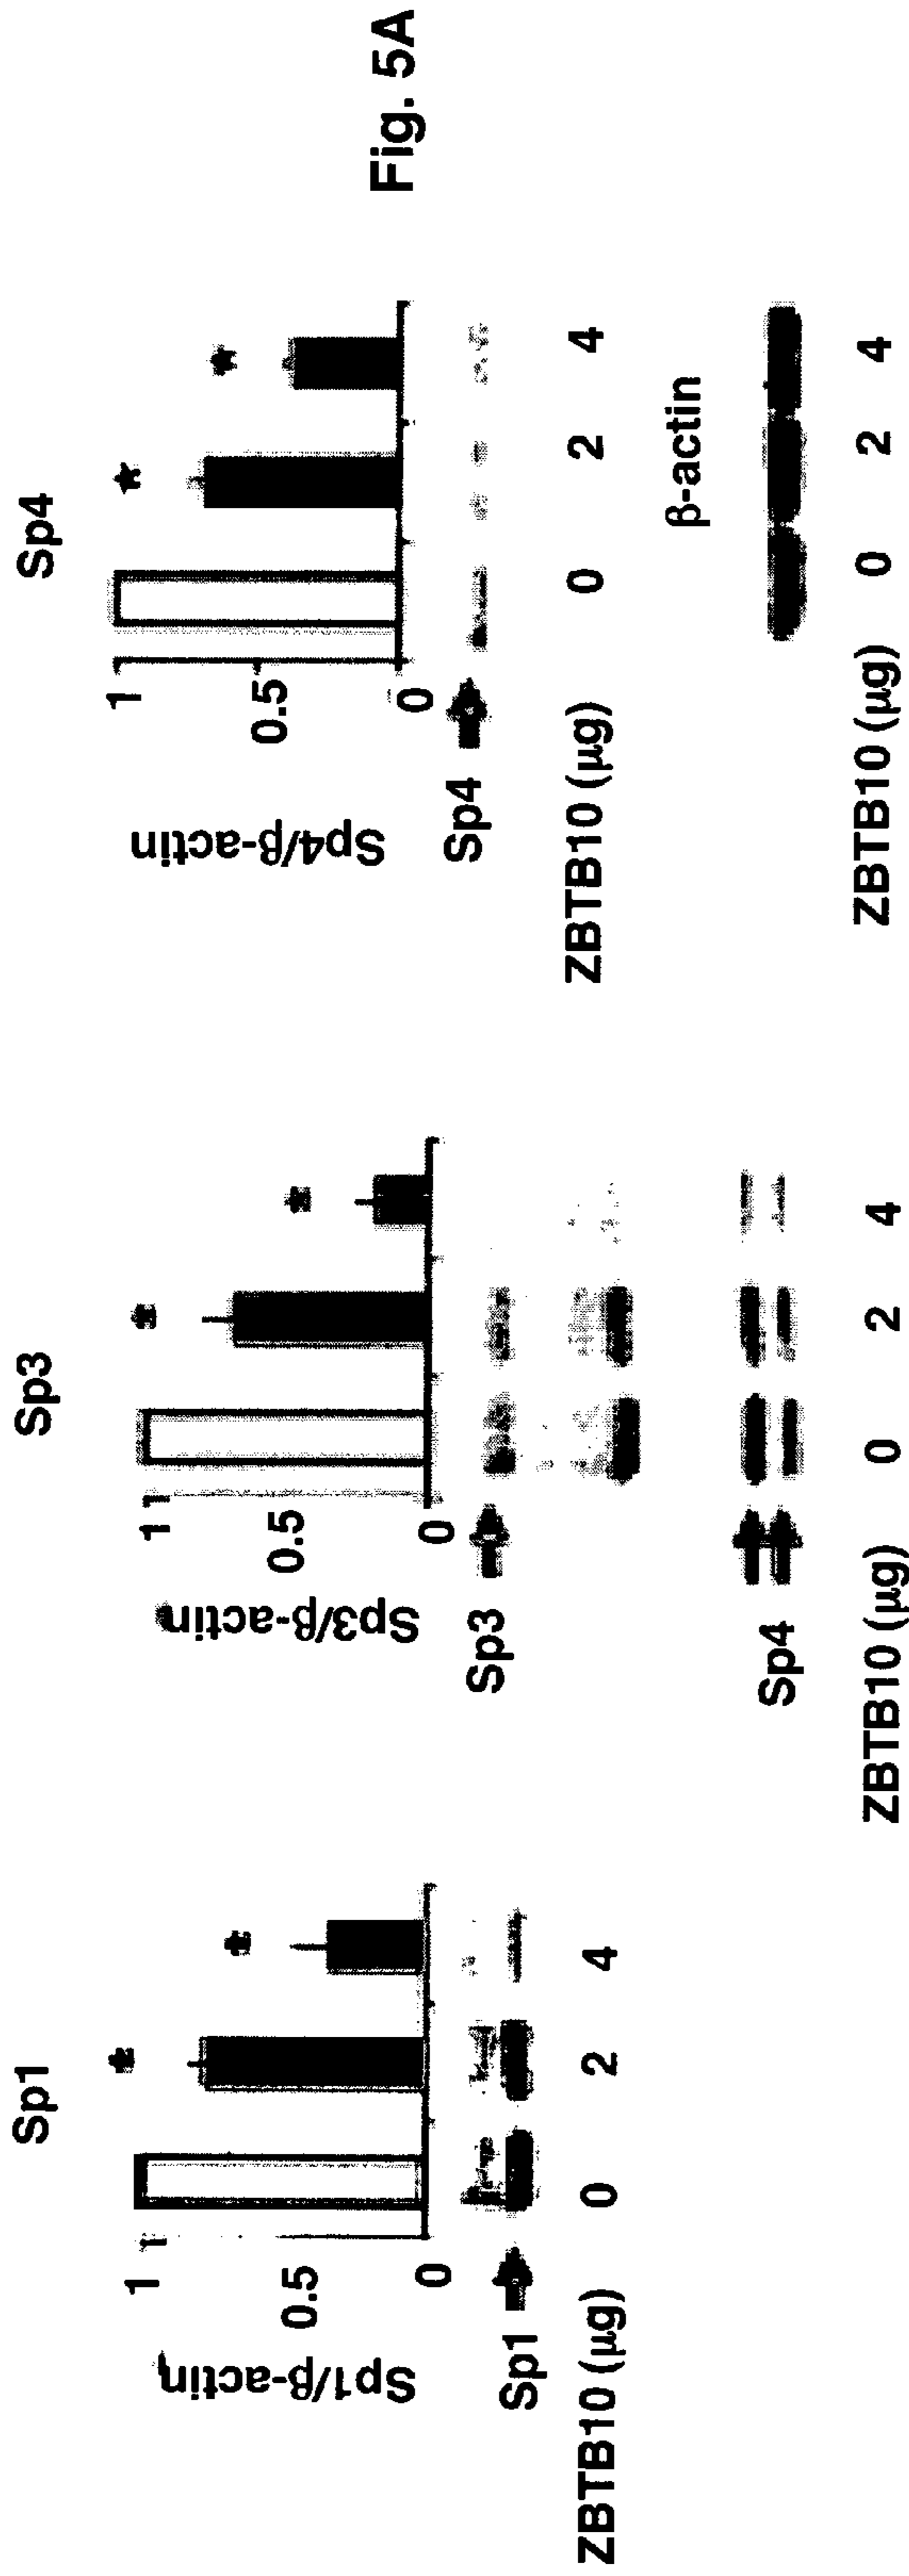 Sp1
Sp1/β-actin
1
0.5
0
Sp1
ZBTB10 (μg)
0 2 4
Sp3
Sp3/β-actin
1
0.5
0
Sp3
Sp4
ZBTB10 (μg)
0 2 4
Sp4
Sp4/β-actin
1
0.5
0
Sp4
ZBTB10 (μg)
0 2 4
β-actin
ZBTB10 (μg)
0 2 4
Fig. 5A